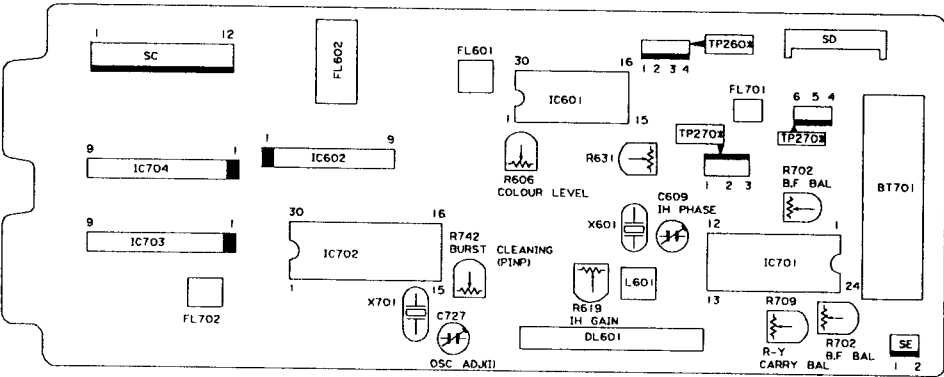 1 12
SC
FL602
FL601
30 16
IC601
1 15
TP260*
1 2 3 4
SD
FL701
6 5 4
TP270*
TP270*
1 2 3
BT701
9 1
IC704
1 9
IC602
R606
COLOUR LEVEL
R631
R702
B.F BAL
C609
IH PHASE
X601
9 1
IC703
30 16
IC702
1 15
R742
BURST CLEANING
(PINP)
12 1
IC701
13 24
FL702
X701
C727
OSC ADJ
R619
IH GAIN
L601
DL601
R709
R-Y
CARRY BAL
R702
B.F BAL
SE
1 2